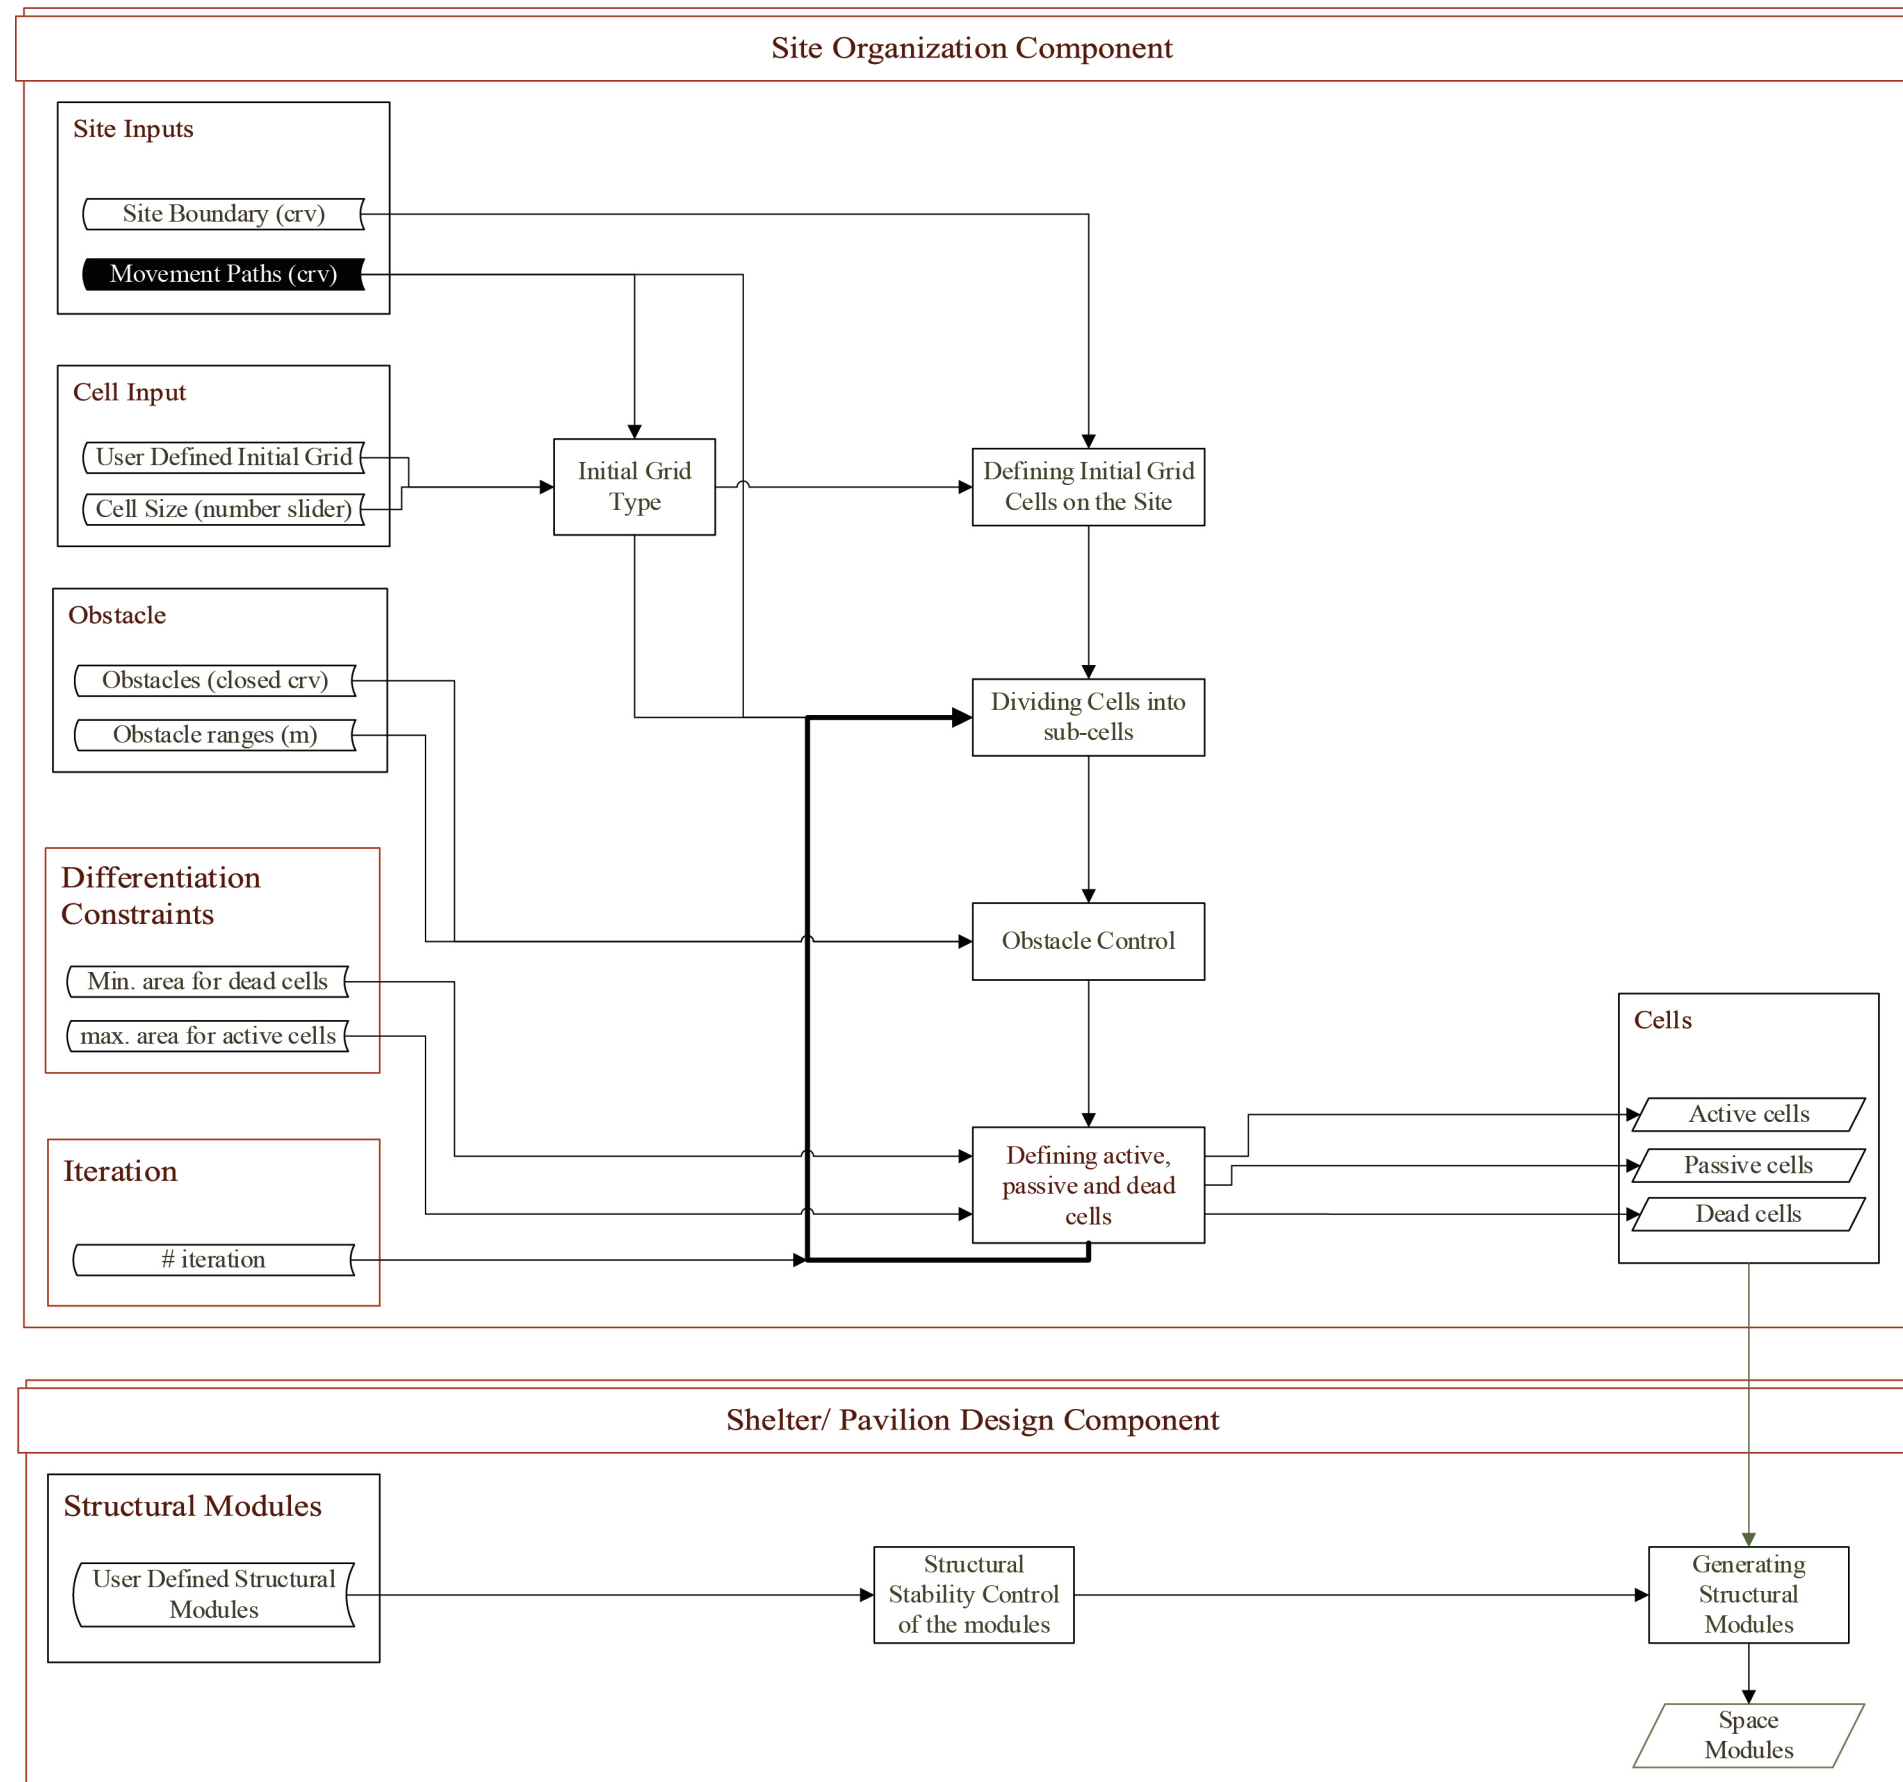 Site Organization Component
Site Inputs
Site Boundary (crv)
Movement Paths (crv)
Cell Input
User Defined Initial Grid
Cell Size (number slider)
Initial Grid
Type
Defining Initial Grid
Cells on the Site
Obstacle
Obstacles (closed crv)
Obstacle ranges (m)
Dividing Cells into
sub-cells
Differentiation
Constraints
Min. area for dead cells
max. area for active cells
Obstacle Control
Iteration
# iteration
Defining active,
passive and dead
cells
Cells
Active cells
Passive cells
Dead cells
Shelter/ Pavilion Design Component
Structural Modules
User Defined Structural
Modules
Structural
Stability Control
of the modules
Generating
Structural
Modules
Space
Modules